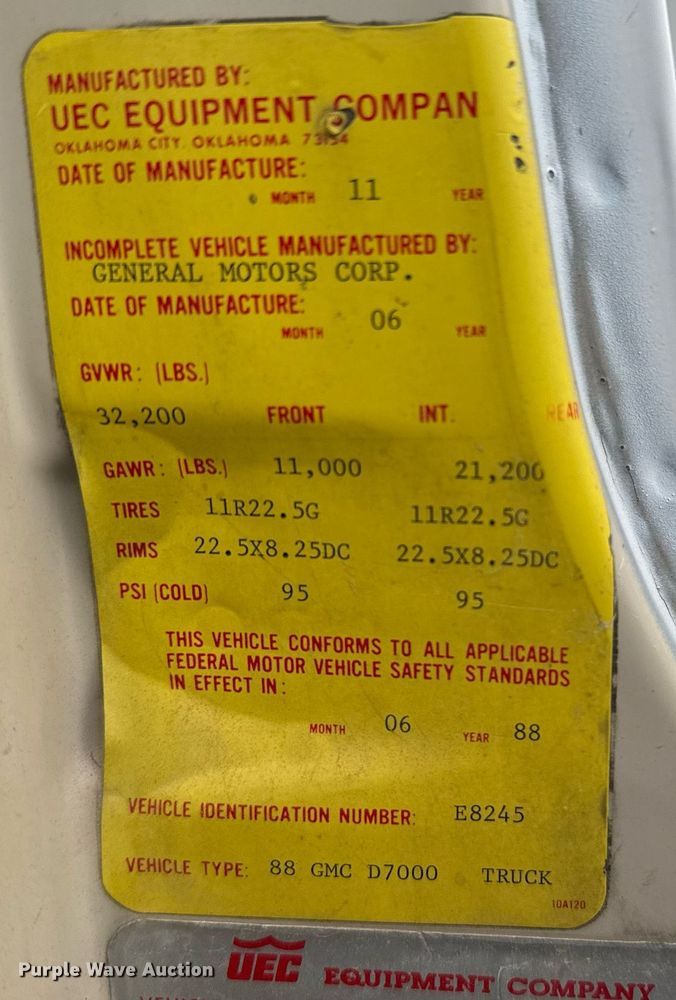 MANUFACTURED BY:
UEC EQUIPMENT COMPAN
OKLAHOMA CITY, OKLAHOMA
DATE OF MANUFACTURE:
MONTH 11 YEAR
INCOMPLETE VEHICLE MANUFACTURED BY:
GENERAL MOTORS CORP.
DATE OF MANUFACTURE:
MONTH 06 YEAR
GVWR: (LBS.)
32,200 FRONT INT. REAR
GAWR: (LBS.) 11,000 21,200
TIRES 11R22.5G 11R22.5G
RIMS 22.5X8.25DC 22.5X8.25DC
PSI (COLD) 95 95
THIS VEHICLE CONFORMS TO ALL APPLICABLE
FEDERAL MOTOR VEHICLE SAFETY STANDARDS
IN EFFECT IN:
MONTH 06 YEAR 88
VEHICLE IDENTIFICATION NUMBER: E8245
VEHICLE TYPE: 88 GMC D7000 TRUCK
10A120
Purple Wave Auction
UEC EQUIPMENT COMPANY